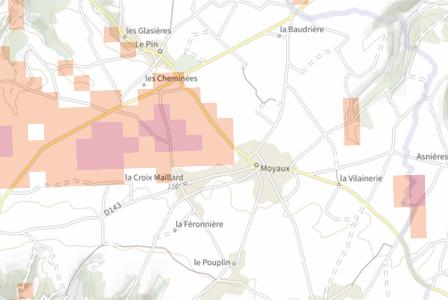 les Glasières
la Baudrière
Le Pin
les Cheminées
Asnières
Moyaux
la Croix Maillard
150
la Vilainerie
D143
la Féronnière
le Pouplin